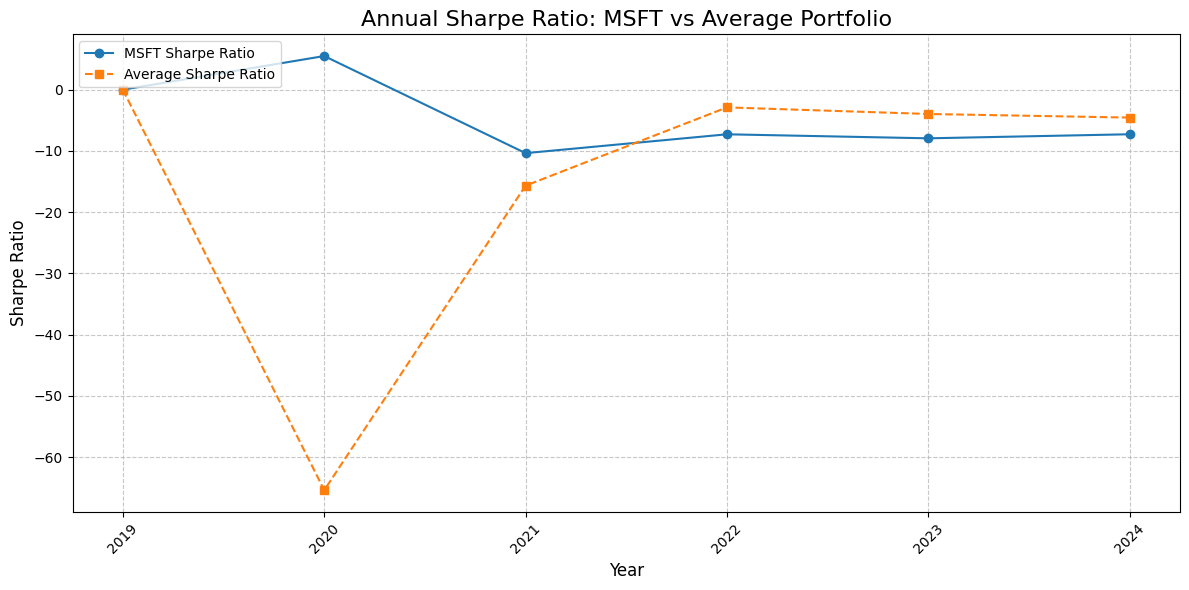 Annual Sharpe Ratio: MSFT vs Average Portfolio
MSFT Sharpe Ratio
Average Sharpe Ratio
0
−10
−20
−30
−40
−50
−60
Sharpe Ratio
2019
2020
2021
2022
2023
2024
Year